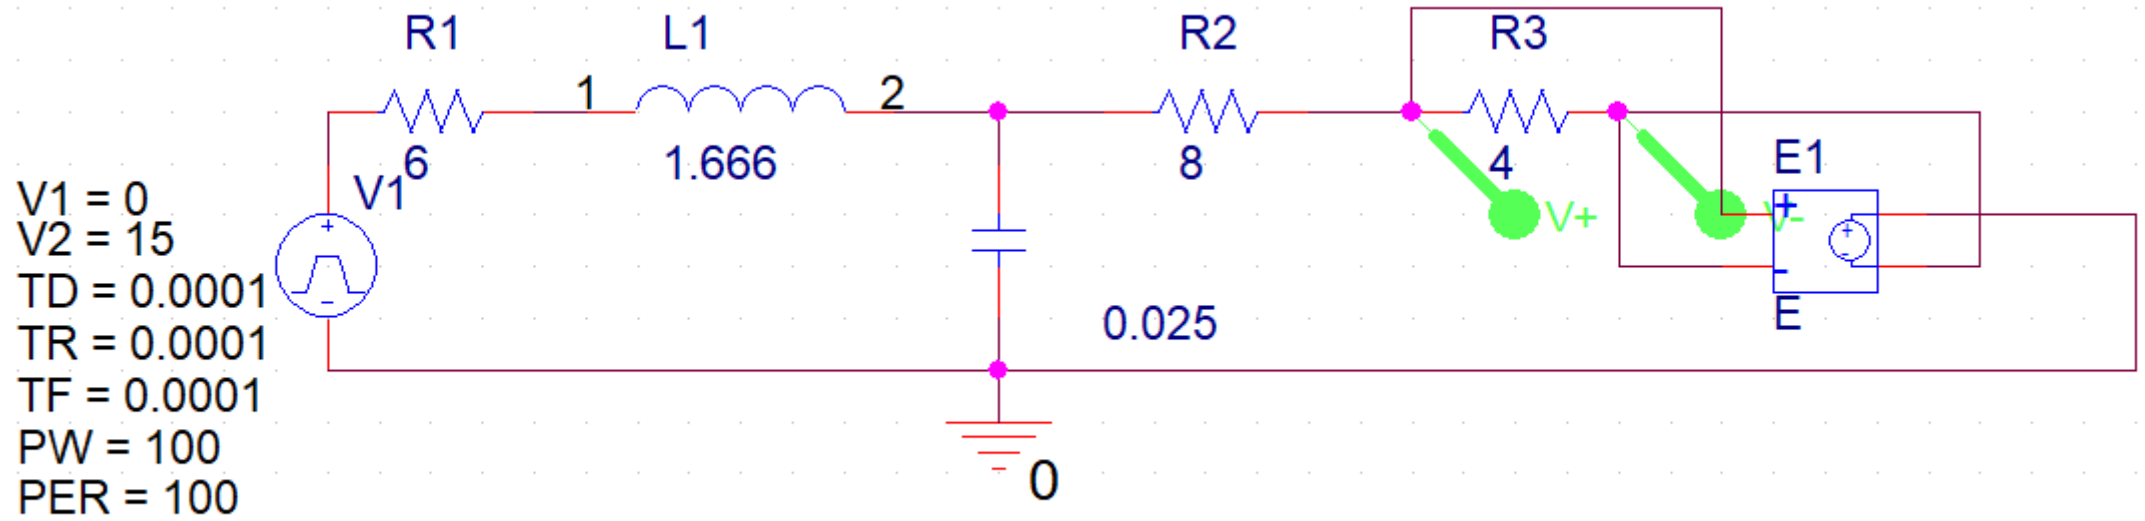 R1
L1
R2
R3
1
2
6
1.666
8
4
E1
V1
V1 = 0
V2 = 15
TD = 0.0001
TR = 0.0001
TF = 0.0001
PW = 100
PER = 100
+
-
V+
V-
+
-
+
-
E
0.025
0